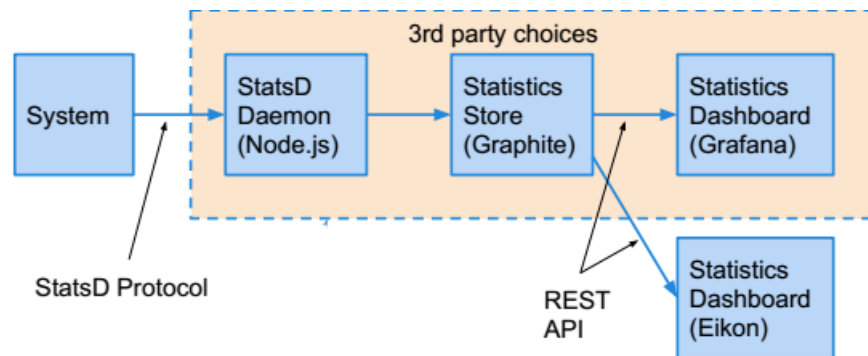 3rd party choices
System
StatsD
Daemon
(Node.js)
Statistics
Store
(Graphite)
Statistics
Dashboard
(Grafana)
StatsD Protocol
REST
API
Statistics
Dashboard
(Eikon)